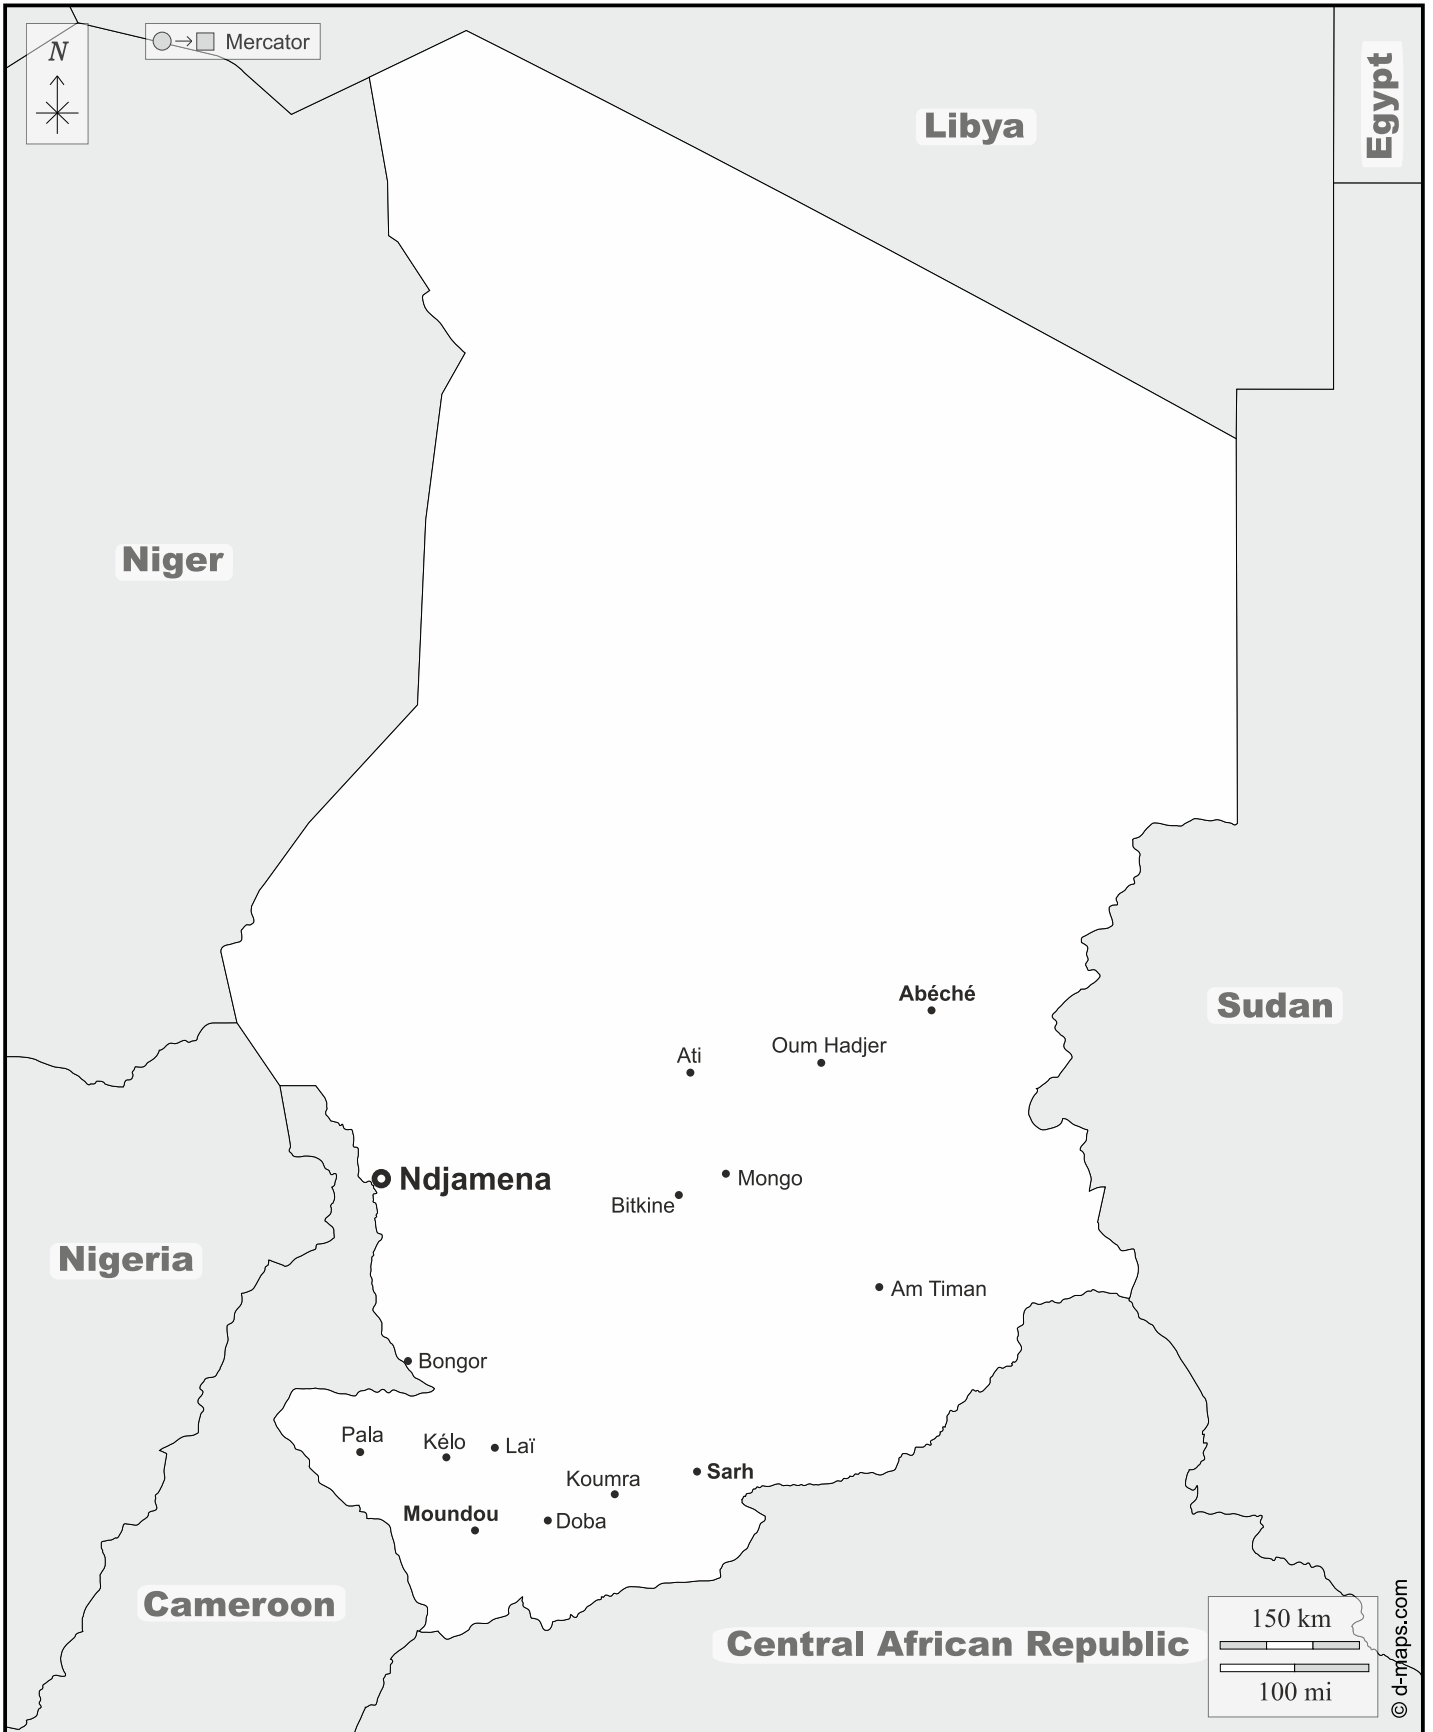 N
Mercator
Libya
Egypt
Niger
Abéché
Sudan
Oum Hadjer
Ati
Ndjamena
Mongo
Bitkine
Nigeria
Am Timan
Bongor
Pala
Kélo
Laï
Sarh
Koumra
Moundou
Doba
Cameroon
Central African Republic
150 km
100 mi
© d-maps.com